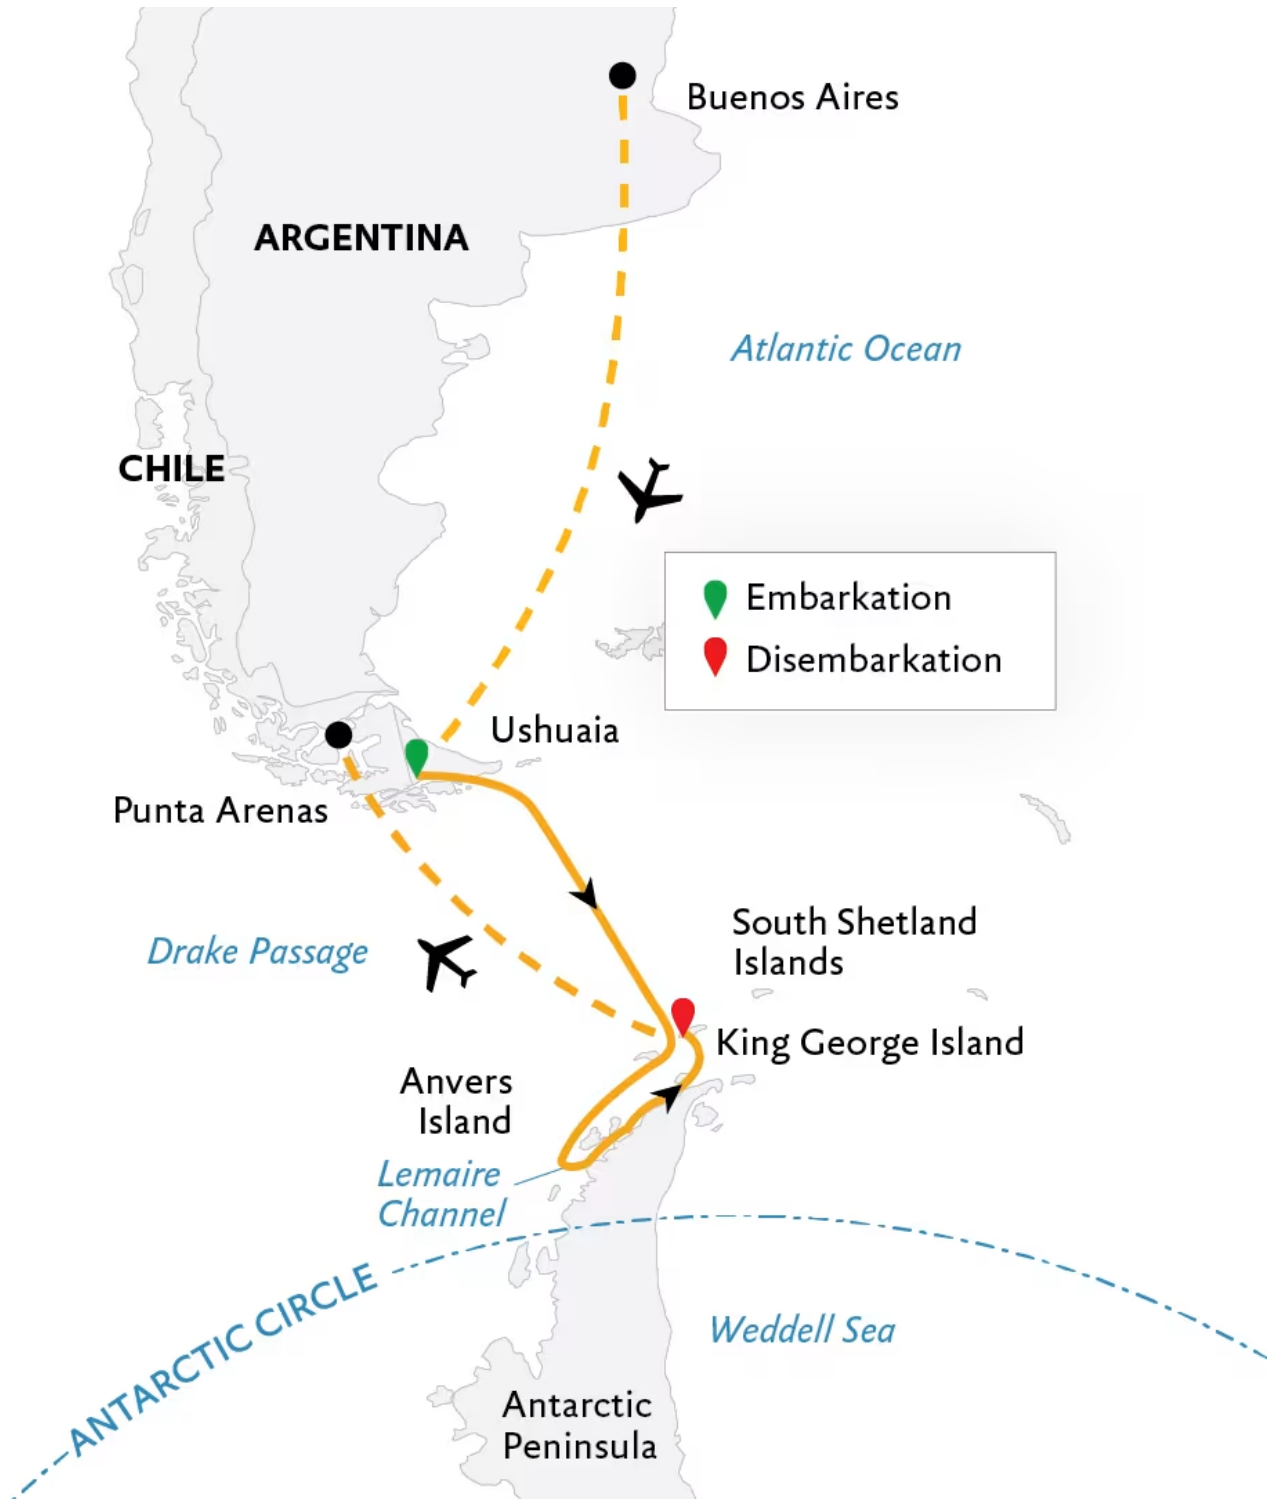 Buenos Aires
ARGENTINA
Atlantic Ocean
CHILE
Embarkation
Disembarkation
Ushuaia
Punta Arenas
South Shetland
Islands
Drake Passage
King George Island
Anvers
Island
Lemaire
Channel
ANTARCTIC CIRCLE
Weddell Sea
Antarctic
Peninsula